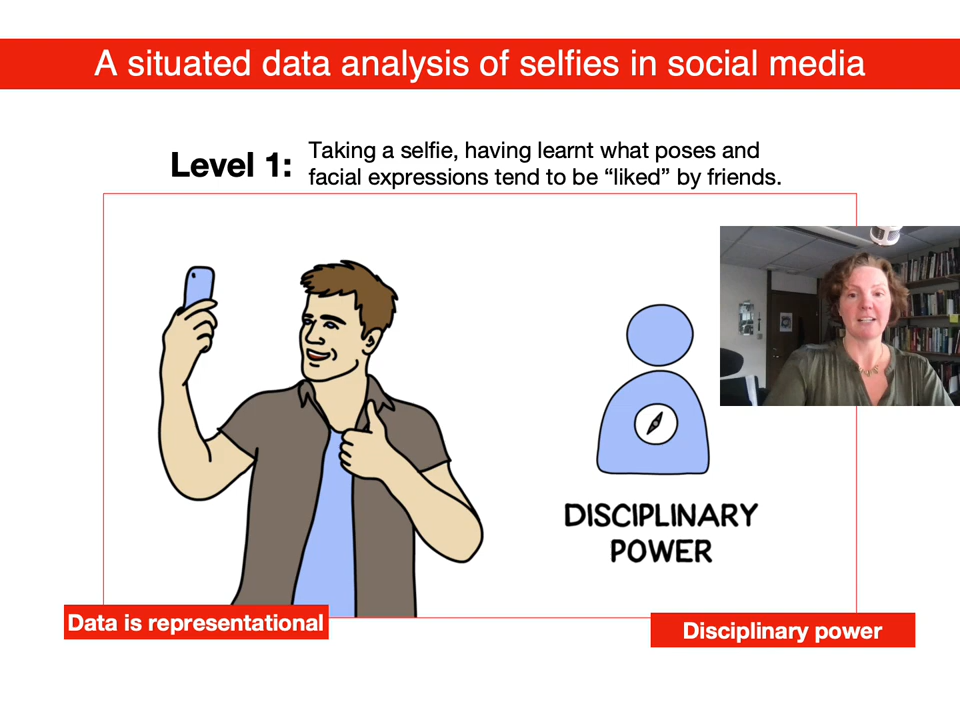 A situated data analysis of selfies in social media
Level 1:
Taking a selfie, having learnt what poses and
facial expressions tend to be “liked” by friends.
DISCIPLINARY
POWER
Data is representational
Disciplinary power